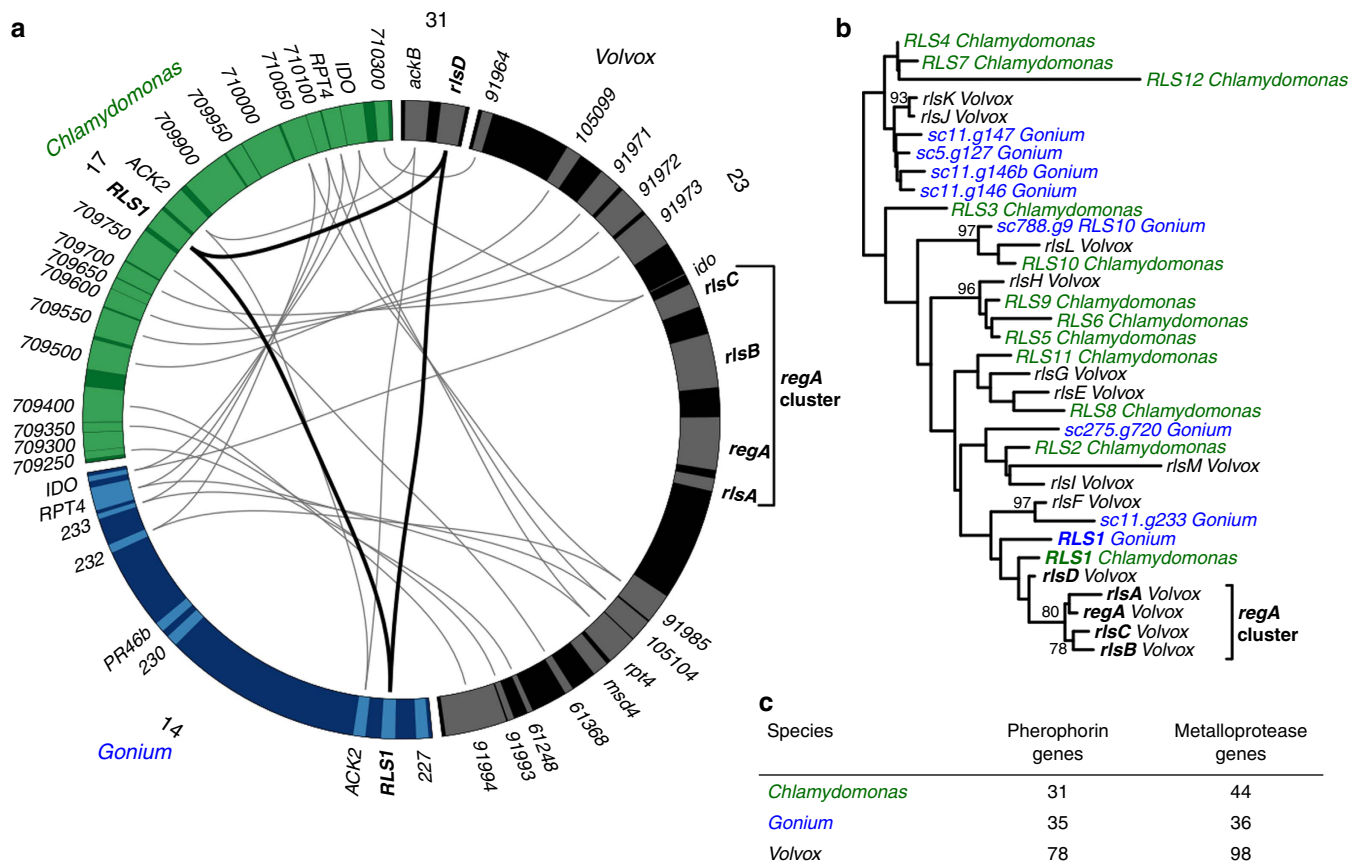 a
31
Volvox
Chlamydomonas
17
23
709250
709300
709350
709400
709500
709550
709600
709650
709700
709750
RLS1
ACK2
709900
709950
710000
710050
710100
RPT4
IDO
710300
ackB
rlsD
91964
105099
91971
91972
91973
ido
rlsC
rlsB
regA
rlsA
regA
cluster
91985
105104
rpt4
msd4
61368
61248
91993
91994
227
RLS1
ACK2
230
PR46b
232
233
RPT4
IDO
14
Gonium
b
RLS4 Chlamydomonas
RLS7 Chlamydomonas
RLS12 Chlamydomonas
93
rlsK Volvox
rlsJ Volvox
sc11.g147 Gonium
sc5.g127 Gonium
sc11.g146b Gonium
sc11.g146 Gonium
RLS3 Chlamydomonas
97
sc788.g9 RLS10 Gonium
rlsL Volvox
RLS10 Chlamydomonas
96
rlsH Volvox
RLS9 Chlamydomonas
RLS6 Chlamydomonas
RLS5 Chlamydomonas
RLS11 Chlamydomonas
rlsG Volvox
rlsE Volvox
RLS8 Chlamydomonas
sc275.g720 Gonium
RLS2 Chlamydomonas
rlsM Volvox
rlsI Volvox
97
rlsF Volvox
sc11.g233 Gonium
RLS1 Gonium
RLS1 Chlamydomonas
rlsD Volvox
rlsA Volvox
80
regA Volvox
rlsC Volvox
78
rlsB Volvox
regA
cluster
c
Species Pherophorin genes Metalloprotease genes
Chlamydomonas 31 44
Gonium 35 36
Volvox 78 98